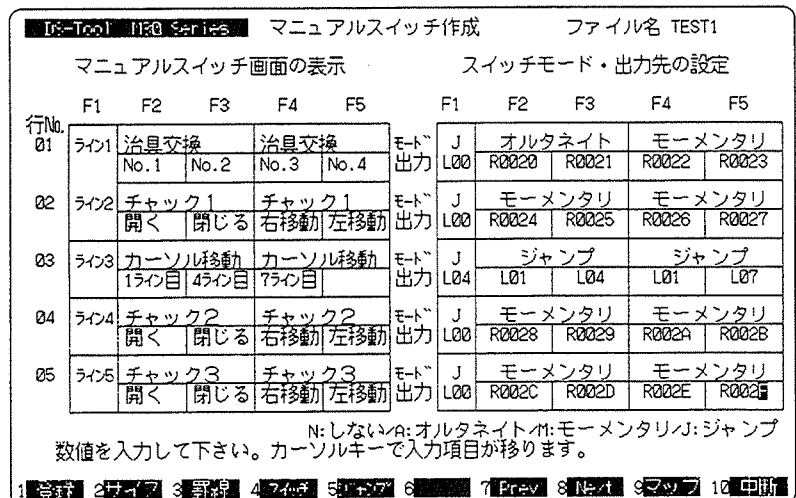 DS-Tool MRQ Series マニュアルスイッチ作成 ファイル名 TEST1
マニュアルスイッチ画面の表示 スイッチモード・出力先の設定
F1 F2 F3 F4 F5 F1 F2 F3 F4 F5
行No.
01 ライン1 治具交換 治具交換 モード J オルタネイト モーメンタリ
No.1 No.2 No.3 No.4 出力 L00 R0020 R0021 R0022 R0023
02 ライン2 チャック1 チャック1 モード J モーメンタリ モーメンタリ
開く 閉じる 右移動 左移動 出力 L00 R0024 R0025 R0026 R0027
03 ライン3 カーソル移動 カーソル移動 モード J ジャンプ ジャンプ
1ライン目 4ライン目 7ライン目 出力 L04 L01 L04 L01 L07
04 ライン4 チャック2 チャック2 モード J モーメンタリ モーメンタリ
開く 閉じる 右移動 左移動 出力 L00 R0028 R0029 R002A R002B
05 ライン5 チャック3 チャック3 モード J モーメンタリ モーメンタリ
開く 閉じる 右移動 左移動 出力 L00 R002C R002D R002E R002F
N:しない/A:オルタネイト/M:モーメンタリ/J:ジャンプ
数値を入力して下さい。カーソルキーで入力項目が移ります。
1 登録 2 サイズ 3 罫線 4 スイッチ 5 ジャンプ 6 7 Prev 8 Next 9 マップ 10 中断